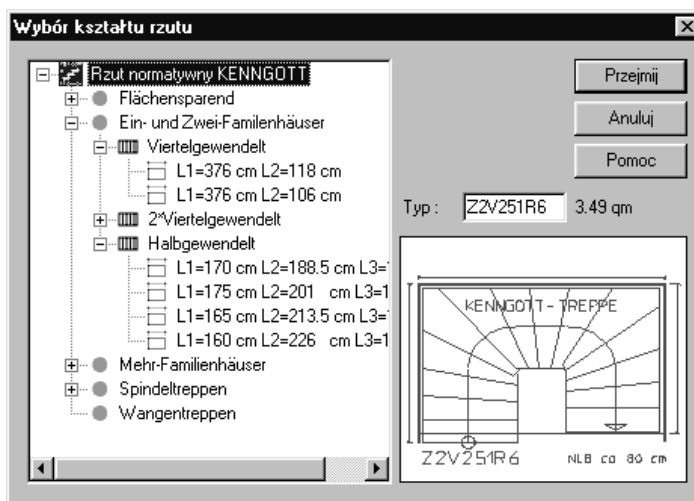 Wybór kształtu rzutu
Rzut normatywny KENNGOTT
Flächensparend
Ein- und Zwei-Familenhäuser
Viertelgewendelt
L1=376 cm L2=118 cm
L1=376 cm L2=106 cm
2*Viertelgewendelt
Halbgewendelt
L1=170 cm L2=188.5 cm L3=1
L1=175 cm L2=201 cm L3=1
L1=165 cm L2=213.5 cm L3=1
L1=160 cm L2=226 cm L3=1
Mehr-Familienhäuser
Spindeltreppen
Wangentreppen
Przejmij
Anuluj
Pomoc
Typ : Z2V251R6 3.49 qm
KENNGOTT-TREPPE
Z2V251R6 NLB ca 80 cm